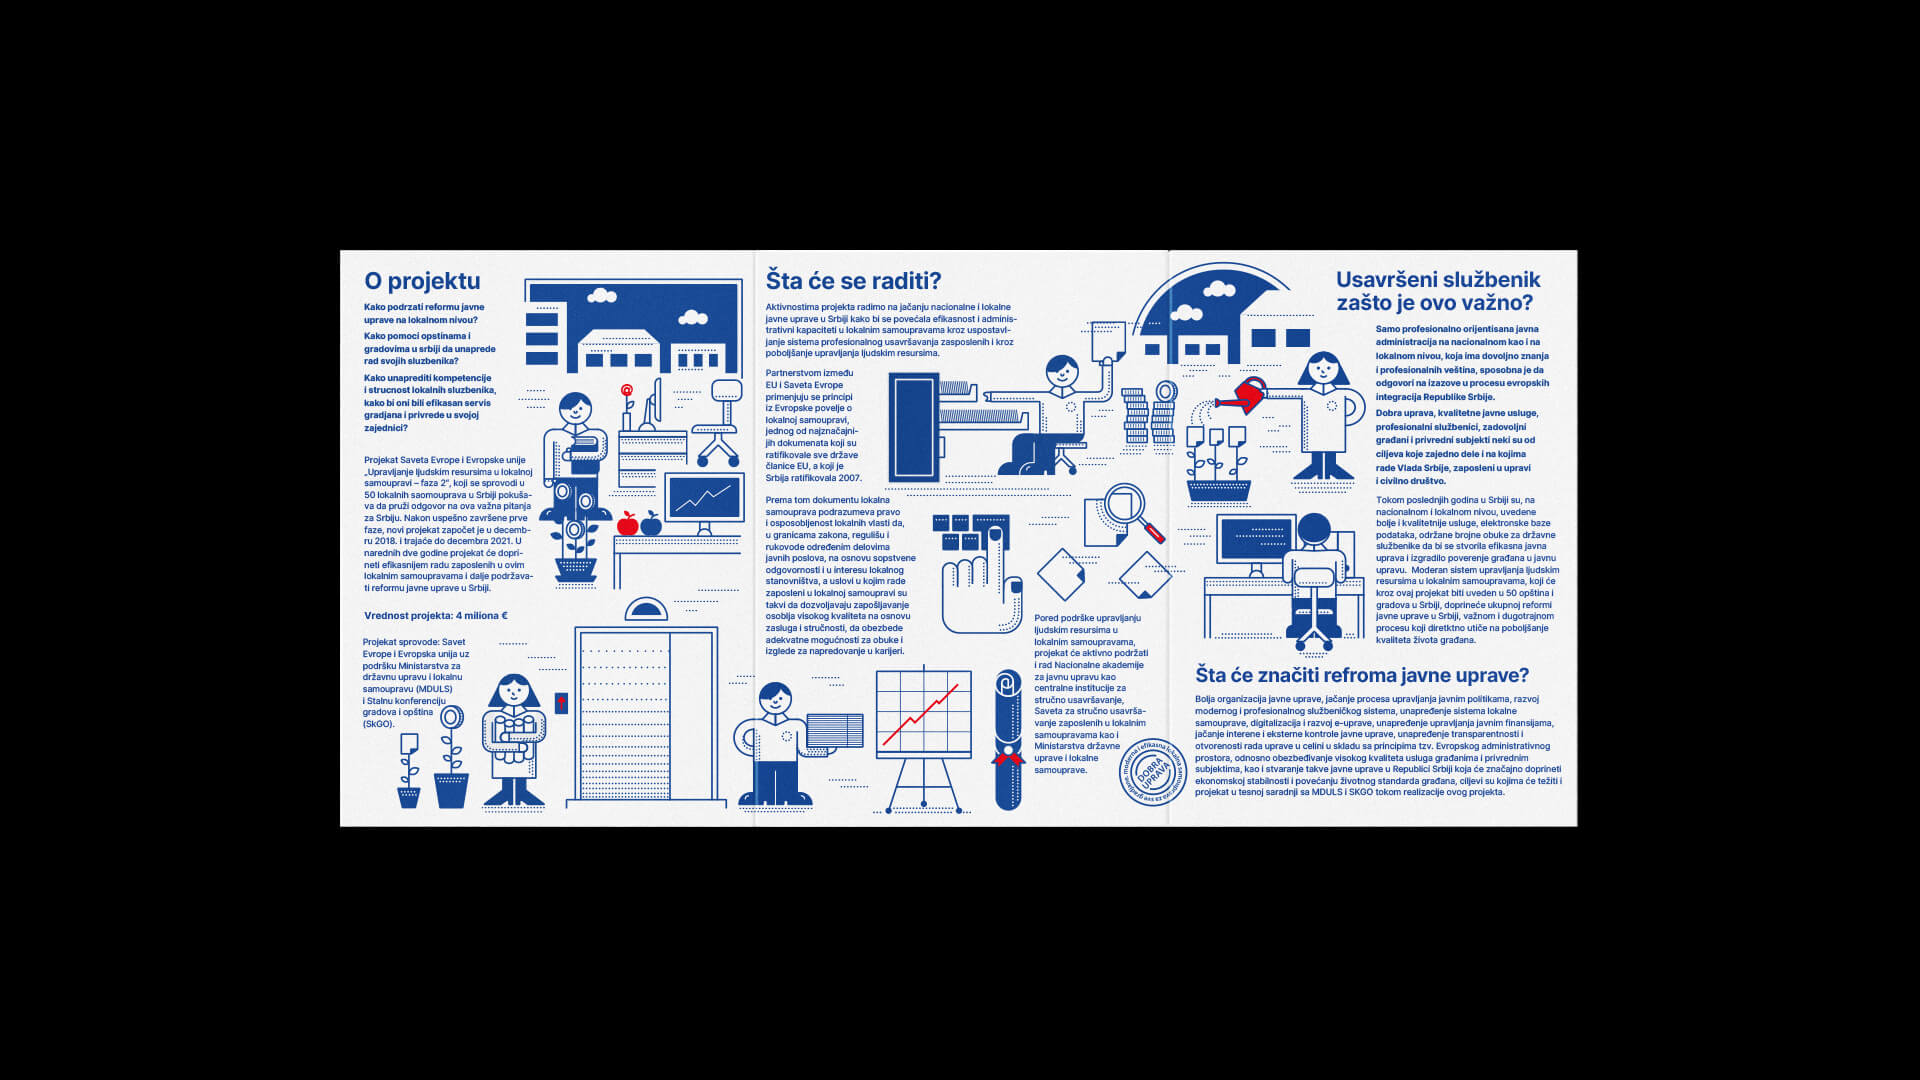 O projektu
Kako podrzati reformu javne
uprave na lokalnom nivou?
Kako pomoci opstinama i
gradovima u srbiji da unaprede
rad svojih sluzbenika?
Kako unaprediti kompetencije
i strucnost lokalnih sluzbenika,
kako bi oni bili efikasan servis
gradjana i privrede u svojoj
zajednici?
Projekat Saveta Evrope i Evropske unije
„Upravljanje ljudskim resursima u lokalnoj
samoupravi – faza 2“, koji se sprovodi u
50 lokalnih saomouprava u Srbiji pokuša-
va da pruži odgovor na ova važna pitanja
za Srbiju. Nakon uspešno završene prve
faze, novi projekat započet je u decemb-
ru 2018. i trajaće do decembra 2021. U
narednih dve godine projekat će dopri-
neti efikasnijem radu zaposlenih u ovim
lokalnim samoupravama i dalje podržava-
ti reformu javne uprave u Srbiji.
Vrednost projekta: 4 miliona €
Projekat sprovode: Savet
Evrope i Evropska unija uz
podršku Ministarstva za
državnu upravu i lokalnu
samoupravu (MDULS)
i Stalnu konferenciju
gradova i opština
(SkGO).
Šta će se raditi?
Aktivnostima projekta radimo na jačanju nacionalne i lokalne
javne uprave u Srbiji kako bi se povećala efikasnost i adminis-
trativni kapaciteti u lokalnim samoupravama kroz uspostavl-
janje sistema profesionalnog usavršavanja zasposlenih i kroz
poboljšanje upravljanja ljudskim resursima.
Partnerstvom između
EU i Saveta Evrope
primenjuju se principi
iz Evropske povelje o
lokalnoj samoupravi,
jednog od najznačajni-
jih dokumenata koji su
ratifikovale sve države
članice EU, a koji je
Srbija ratifikovala 2007.
Prema tom dokumentu lokalna
samouprava podrazumeva pravo
i osposobljenost lokalnih vlasti da,
u granicama zakona, regulišu i
rukovode određenim delovima
javnih poslova, na osnovu sopstvene
odgovornosti i u interesu lokalnog
stanovništva, a uslovi u kojim rade
zaposleni u lokalnoj samoupravi su
takvi da dozvoljavaju zapošljavanje
osoblja visokog kvaliteta na osnovu
zasluga i stručnosti, da obezbede
adekvatne mogućnosti za obuke i
izglede za napredovanje u karijeri.
Pored podrške upravljanju
ljudskim resursima u
lokalnim samoupravama,
projekat će aktivno podržati
i rad Nacionalne akademije
za javnu upravu kao
centralne institucije za
stručno usavršavanje,
Saveta za stručno usavrša-
vanje zaposlenih u lokalnim
samoupravama kao i
Ministarstva državne
uprave i lokalne
samouprave.
moderna i efikasna lokalna samouprava za sve gradjane.
DOBRA
UPRAVA
Usavršeni službenik
zašto je ovo važno?
Samo profesionalno orijentisana javna
administracija na nacionalnom kao i na
lokalnom nivou, koja ima dovoljno znanja
i profesionalnih veština, sposobna je da
odgovori na izazove u procesu evropskih
integracija Republike Srbije.
Dobra uprava, kvalitetne javne usluge,
profesionalni službenici, zadovoljni
građani i privredni subjekti neki su od
ciljeva koje zajedno dele i na kojima
rade Vlada Srbije, zaposleni u upravi
i civilno društvo.
Tokom poslednjih godina u Srbiji su, na
nacionalnom i lokalnom nivou, uvedene
bolje i kvalitetnije usluge, elektronske baze
podataka, održane brojne obuke za državne
službenike da bi se stvorila efikasna javna
uprava i izgradilo poverenje građana u javnu
upravu.  Moderan sistem upravljanja ljudskim
resursima u lokalnim samoupravama, koji će
kroz ovaj projekat biti uveden u 50 opština i
gradova u Srbiji, doprineće ukupnoj reformi
javne uprave u Srbiji, važnom i dugotrajnom
procesu koji diretktno utiče na poboljšanje
kvaliteta života građana.
Šta će značiti refroma javne uprave?
Bolja organizacija javne uprave, jačanje procesa upravljanja javnim politikama, razvoj
modernog i profesionalnog službeničkog sistema, unapređenje sistema lokalne
samouprave, digitalizacija i razvoj e-uprave, unapređenje upravljanja javnim finansijama,
jačanje interene i eksterne kontrole javne uprave, unapređenje transparentnosti i
otvorenosti rada uprave u celini u skladu sa principima tzv. Evropskog administrativnog
prostora, odnosno obezbeđivanje visokog kvaliteta usluga građanima i privrednim
subjektima, kao i stvaranje takve javne uprave u Republici Srbiji koja će značajno doprineti
ekonomskoj stabilnosti i povećanju životnog standarda građana, ciljevi su kojima će težiti i
projekat u tesnoj saradnji sa MDULS i SKGO tokom realizacije ovog projekta.